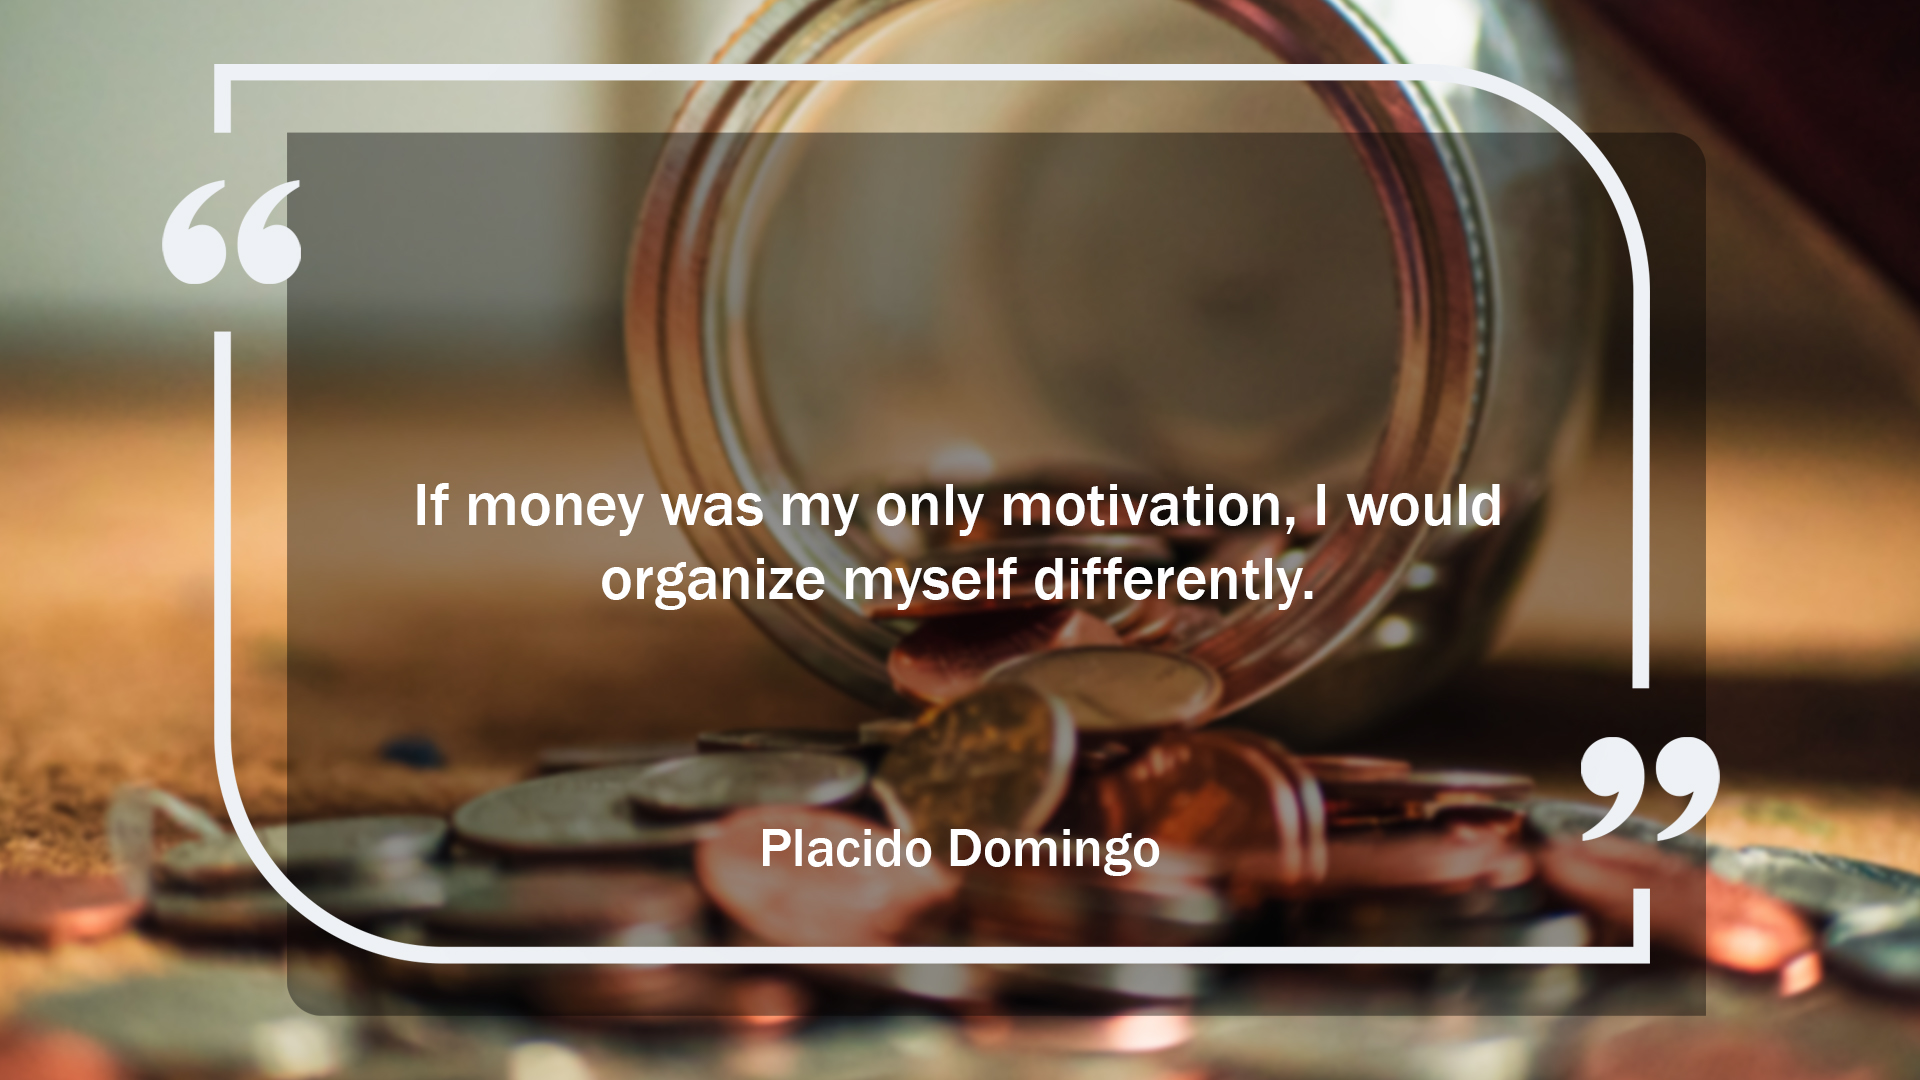 If money was my only motivation, I would
organize myself differently.
Placido Domingo